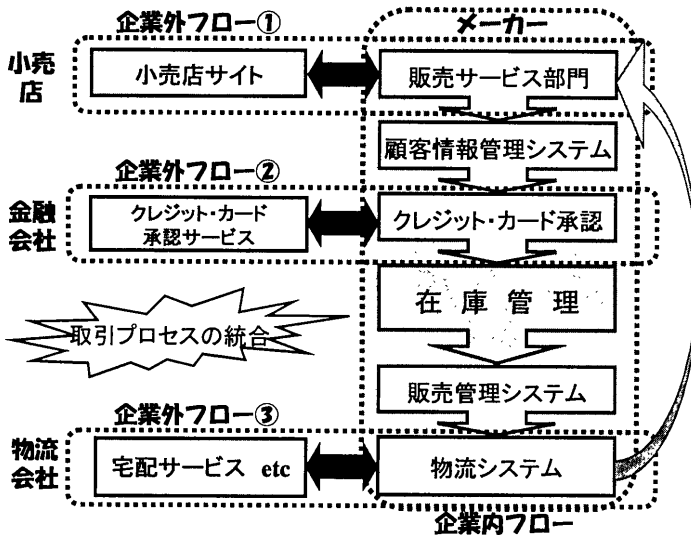 企業外フロー①
メーカー
小売
店
小売店サイト
販売サービス部門
顧客情報管理システム
企業外フロー②
金融
会社
クレジット・カード
承認サービス
クレジット・カード承認
在庫管理
取引プロセスの統合
販売管理システム
企業外フロー③
物流
会社
宅配サービス etc
物流システム
企業内フロー